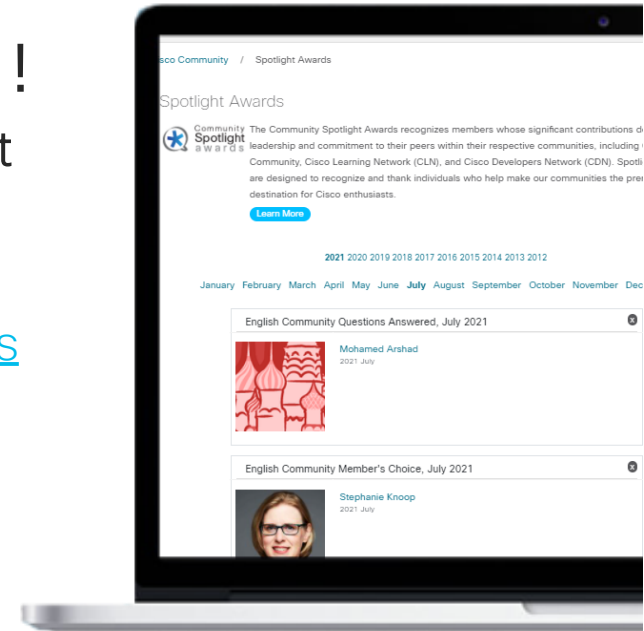 !
t
s
sco Community / Spotlight Awards
Spotlight Awards
Community
Spotlight
awards
The Community Spotlight Awards recognizes members whose significant contributions de
leadership and commitment to their peers within their respective communities, including
Community, Cisco Learning Network (CLN), and Cisco Developers Network (CDN). Spotli
are designed to recognize and thank individuals who help make our communities the pre
destination for Cisco enthusiasts.
Learn More
2021 2020 2019 2018 2017 2016 2015 2014 2013 2012
January February March April May June July August September October November Dec
English Community Questions Answered, July 2021
x
Mohamed Arshad
2021 July
English Community Member's Choice, July 2021
x
Stephanie Knoop
2021 July